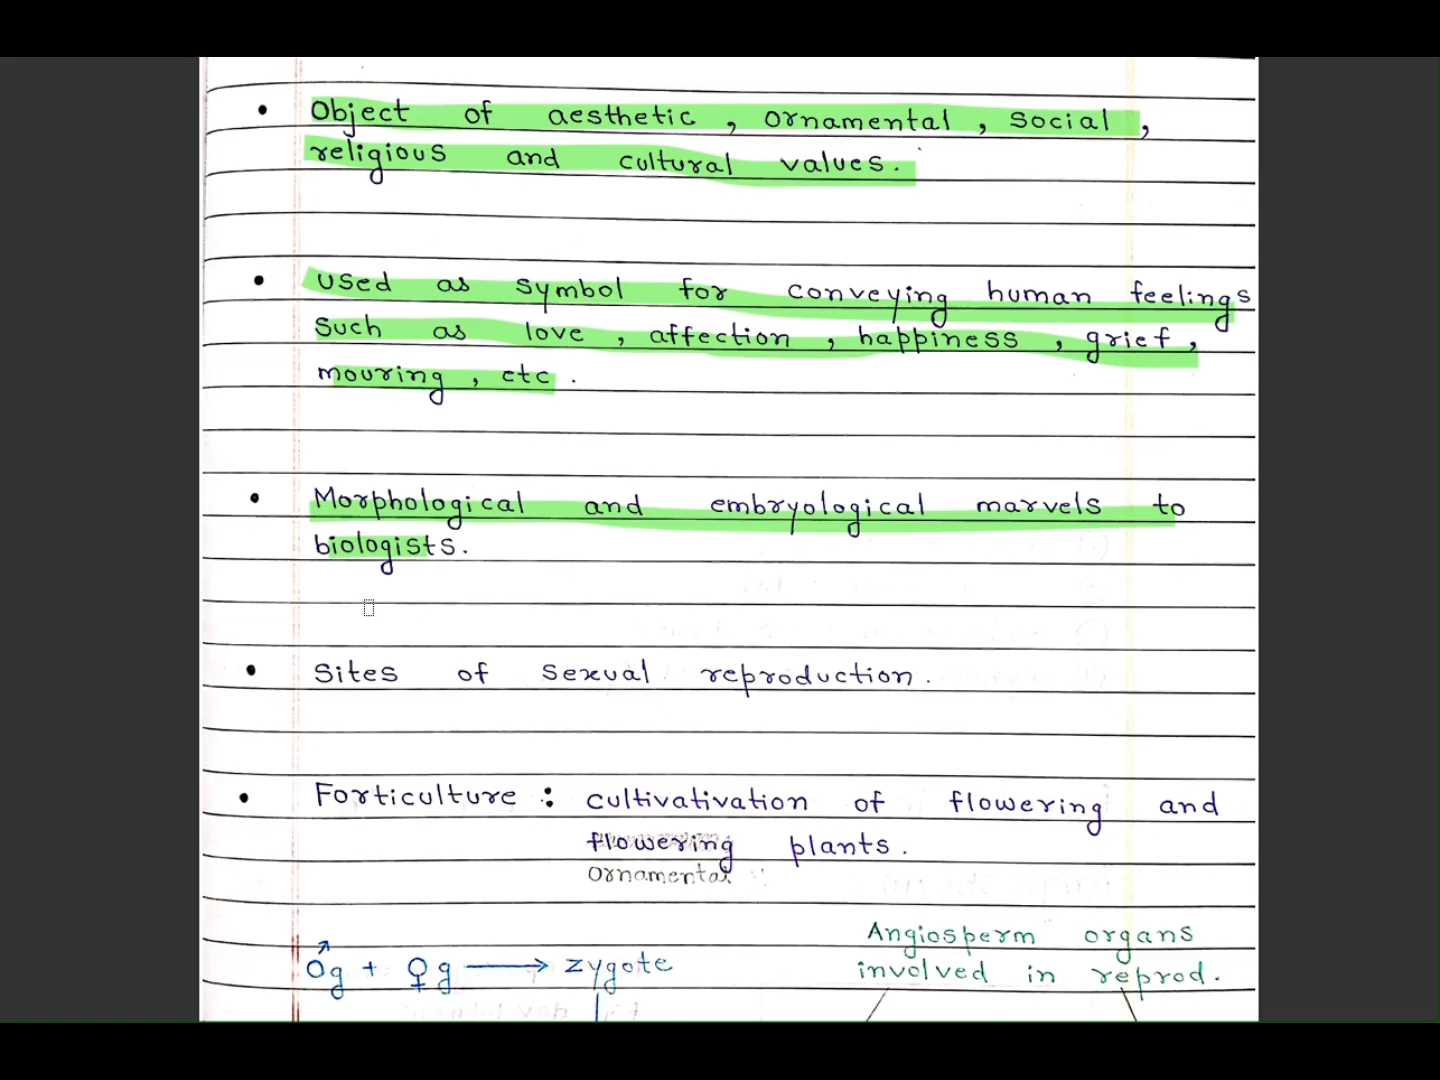 • Object of aesthetic, ornamental, social,
religious and cultural values.
• used as symbol for conveying human feelings
such as love, affection, happiness, grief,
mouring, etc.
• Morphological and embryological marvels to
biologists.
• Sites of sexual reproduction.
• Forticulture : cultivativation of flowering and
flowering plants.
ornamental
♂g + ♀g ⟶ zygote
Angiosperm organs
involved in reprod.